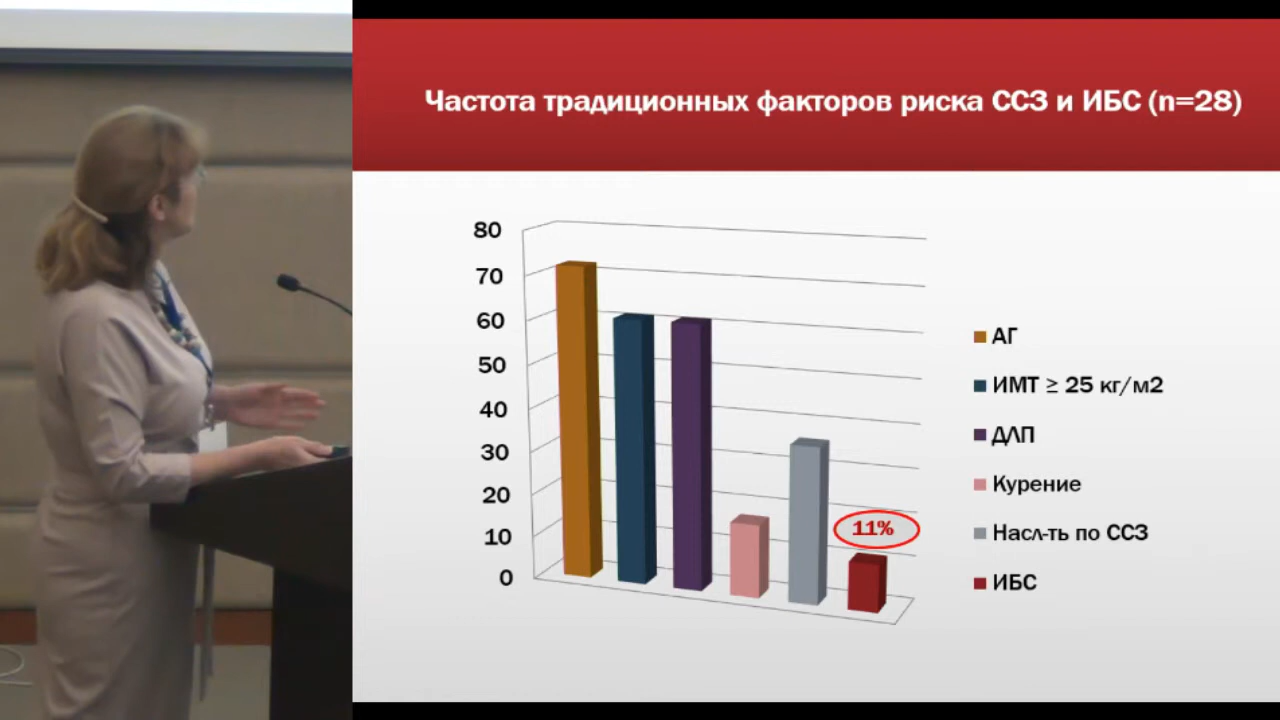 Частота традиционных факторов риска ССЗ и ИБС (n=28)
80
70
60
50
40
30
20
10
0
11%
АГ
ИМТ ≥ 25 кг/м2
ДЛП
Курение
Насл-ть по ССЗ
ИБС